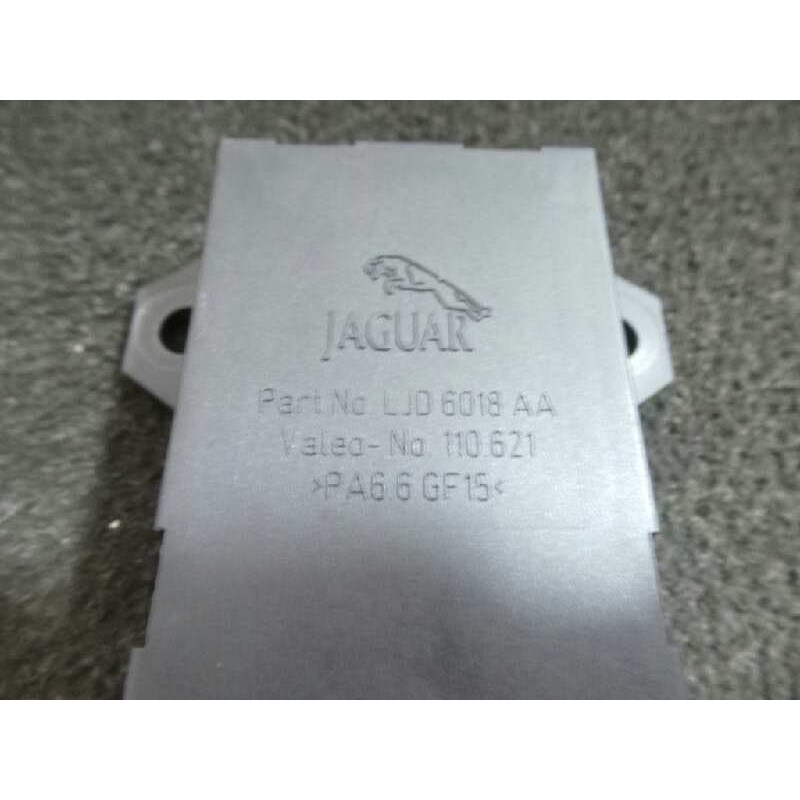 JAGUAR
Part No. LJD 6018 AA
Valeo-No 110.621
>PA6.6 GF15<